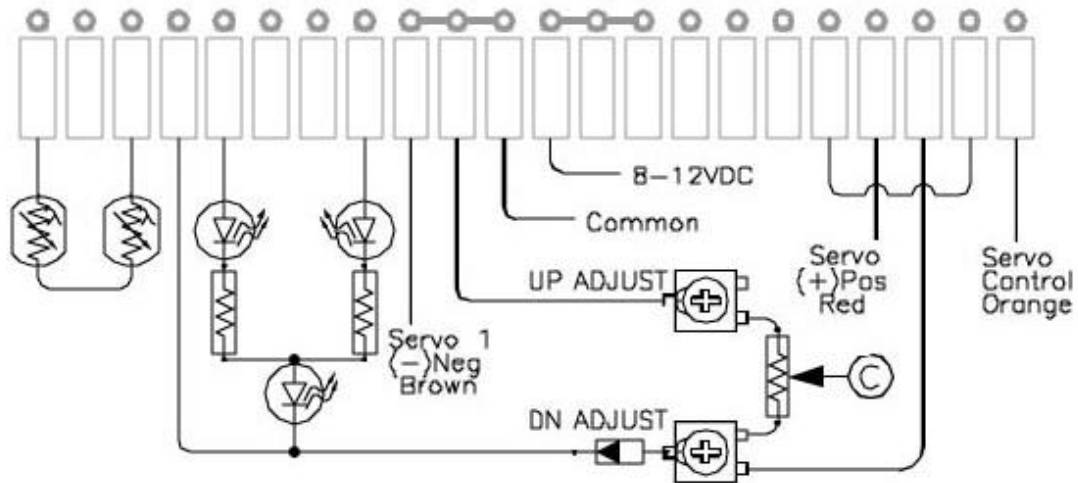 8-12VDC
Common
UP ADJUST
Servo
(+)Pos
Red
Servo
Control
Orange
Servo 1
(-)Neg
Brown
C
DN ADJUST